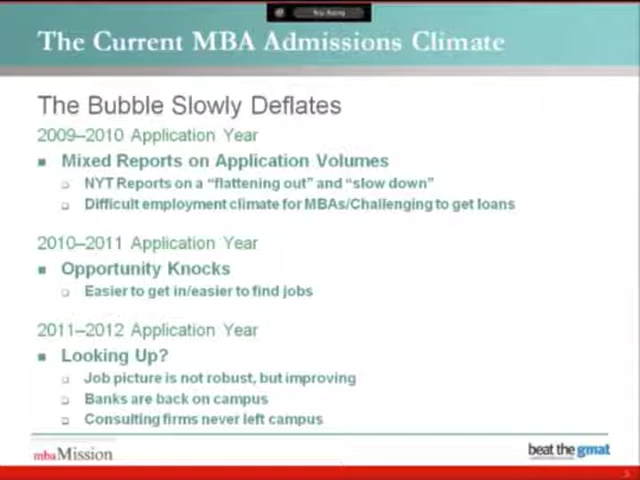 The Current MBA Admissions Climate
The Bubble Slowly Deflates
2009–2010 Application Year
Mixed Reports on Application Volumes
NYT Reports on a “flattening out” and “slow down”
Difficult employment climate for MBAs/Challenging to get loans
2010–2011 Application Year
Opportunity Knocks
Easier to get in/easier to find jobs
2011–2012 Application Year
Looking Up?
Job picture is not robust, but improving
Banks are back on campus
Consulting firms never left campus
mbaMission
beat the gmat